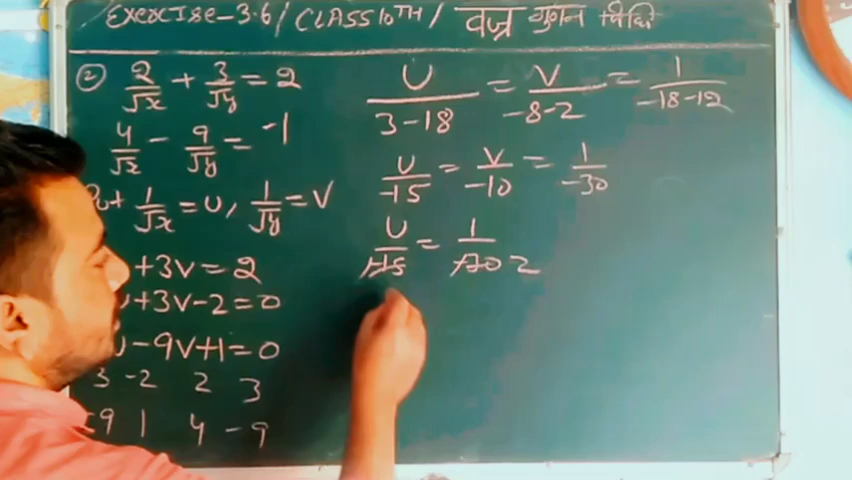 Exercise-3.6/CLASS10TH/ वज्र गुणन विधि
② 2/√x + 3/√y = 2
4/√x - 9/√y = -1
1/√x = U, 1/√y = V
+3V=2
+3V-2=0
-9V+1=0
3 -2 2 3
-9 1 4 -9
U/3-18 = V/-8-2 = 1/-18-12
U/-15 = V/-10 = 1/-30
U/-15 = 1/-30 2